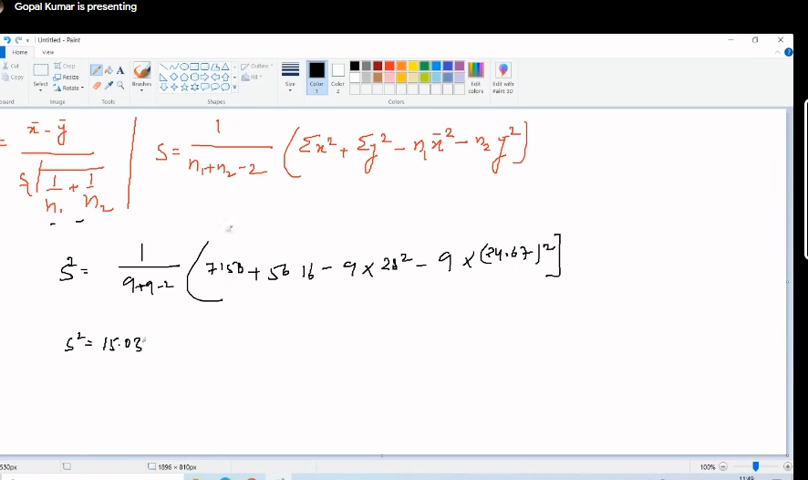 Gopal Kumar is presenting
Untitled - Paint
Home View
Cut
Copy
Select
Crop
Resize
Rotate
Brushes
Outline
Fill
Size
Color 1
Color 2
Edit colors
Edit with Paint 3D
Image Tools Shapes Colors
= (x̄ - ȳ) / (S√(1/n₁ + 1/n₂)) | S = 1/(n₁+n₂-2) (Σx² + Σy² - n₁x̄² - n₂ȳ²]
S² = 1/(9+9-2) (7158 + 5616 - 9 × 28² - 9 × (24.67)²]
S² = 15.03
1896 × 810px
100%
11:49